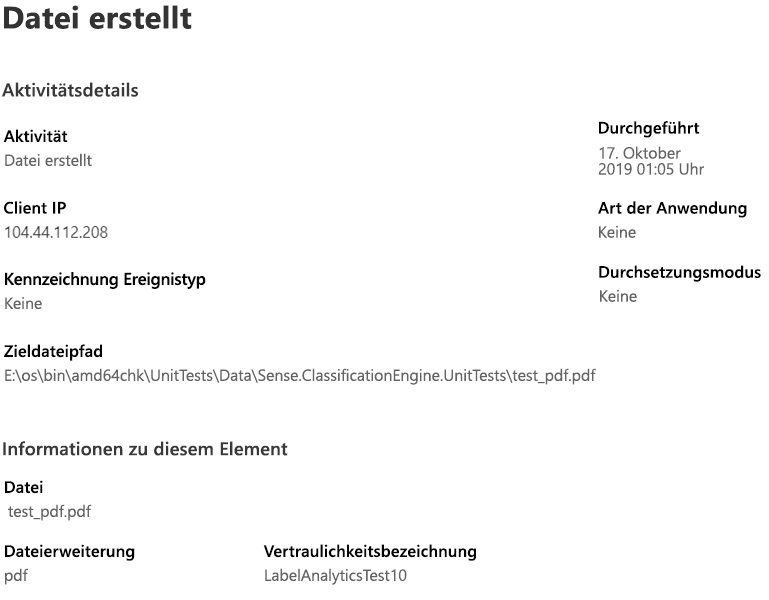 Datei erstellt
Aktivitätsdetails
Aktivität
Datei erstellt
Durchgeführt
17. Oktober
2019 01:05 Uhr
Client IP
104.44.112.208
Art der Anwendung
Keine
Kennzeichnung Ereignistyp
Keine
Durchsetzungsmodus
Keine
Zieldateipfad
E:\os\bin\amd64chk\UnitTests\Data\Sense.ClassificationEngine.UnitTests\test_pdf.pdf
Informationen zu diesem Element
Datei
test_pdf.pdf
Dateierweiterung
pdf
Vertraulichkeitsbezeichnung
LabelAnalyticsTest10